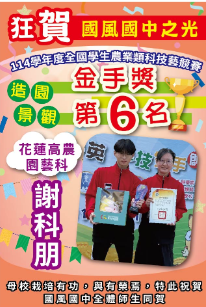 狂賀 國風國中之光
114學年度全國學生農業類科技藝競賽
造園景觀
金手獎
第6名
花蓮高農
園藝科
謝科朋
英 技 手
母校栽培有功，與有榮焉，特此祝賀
國風國中全體師生同賀